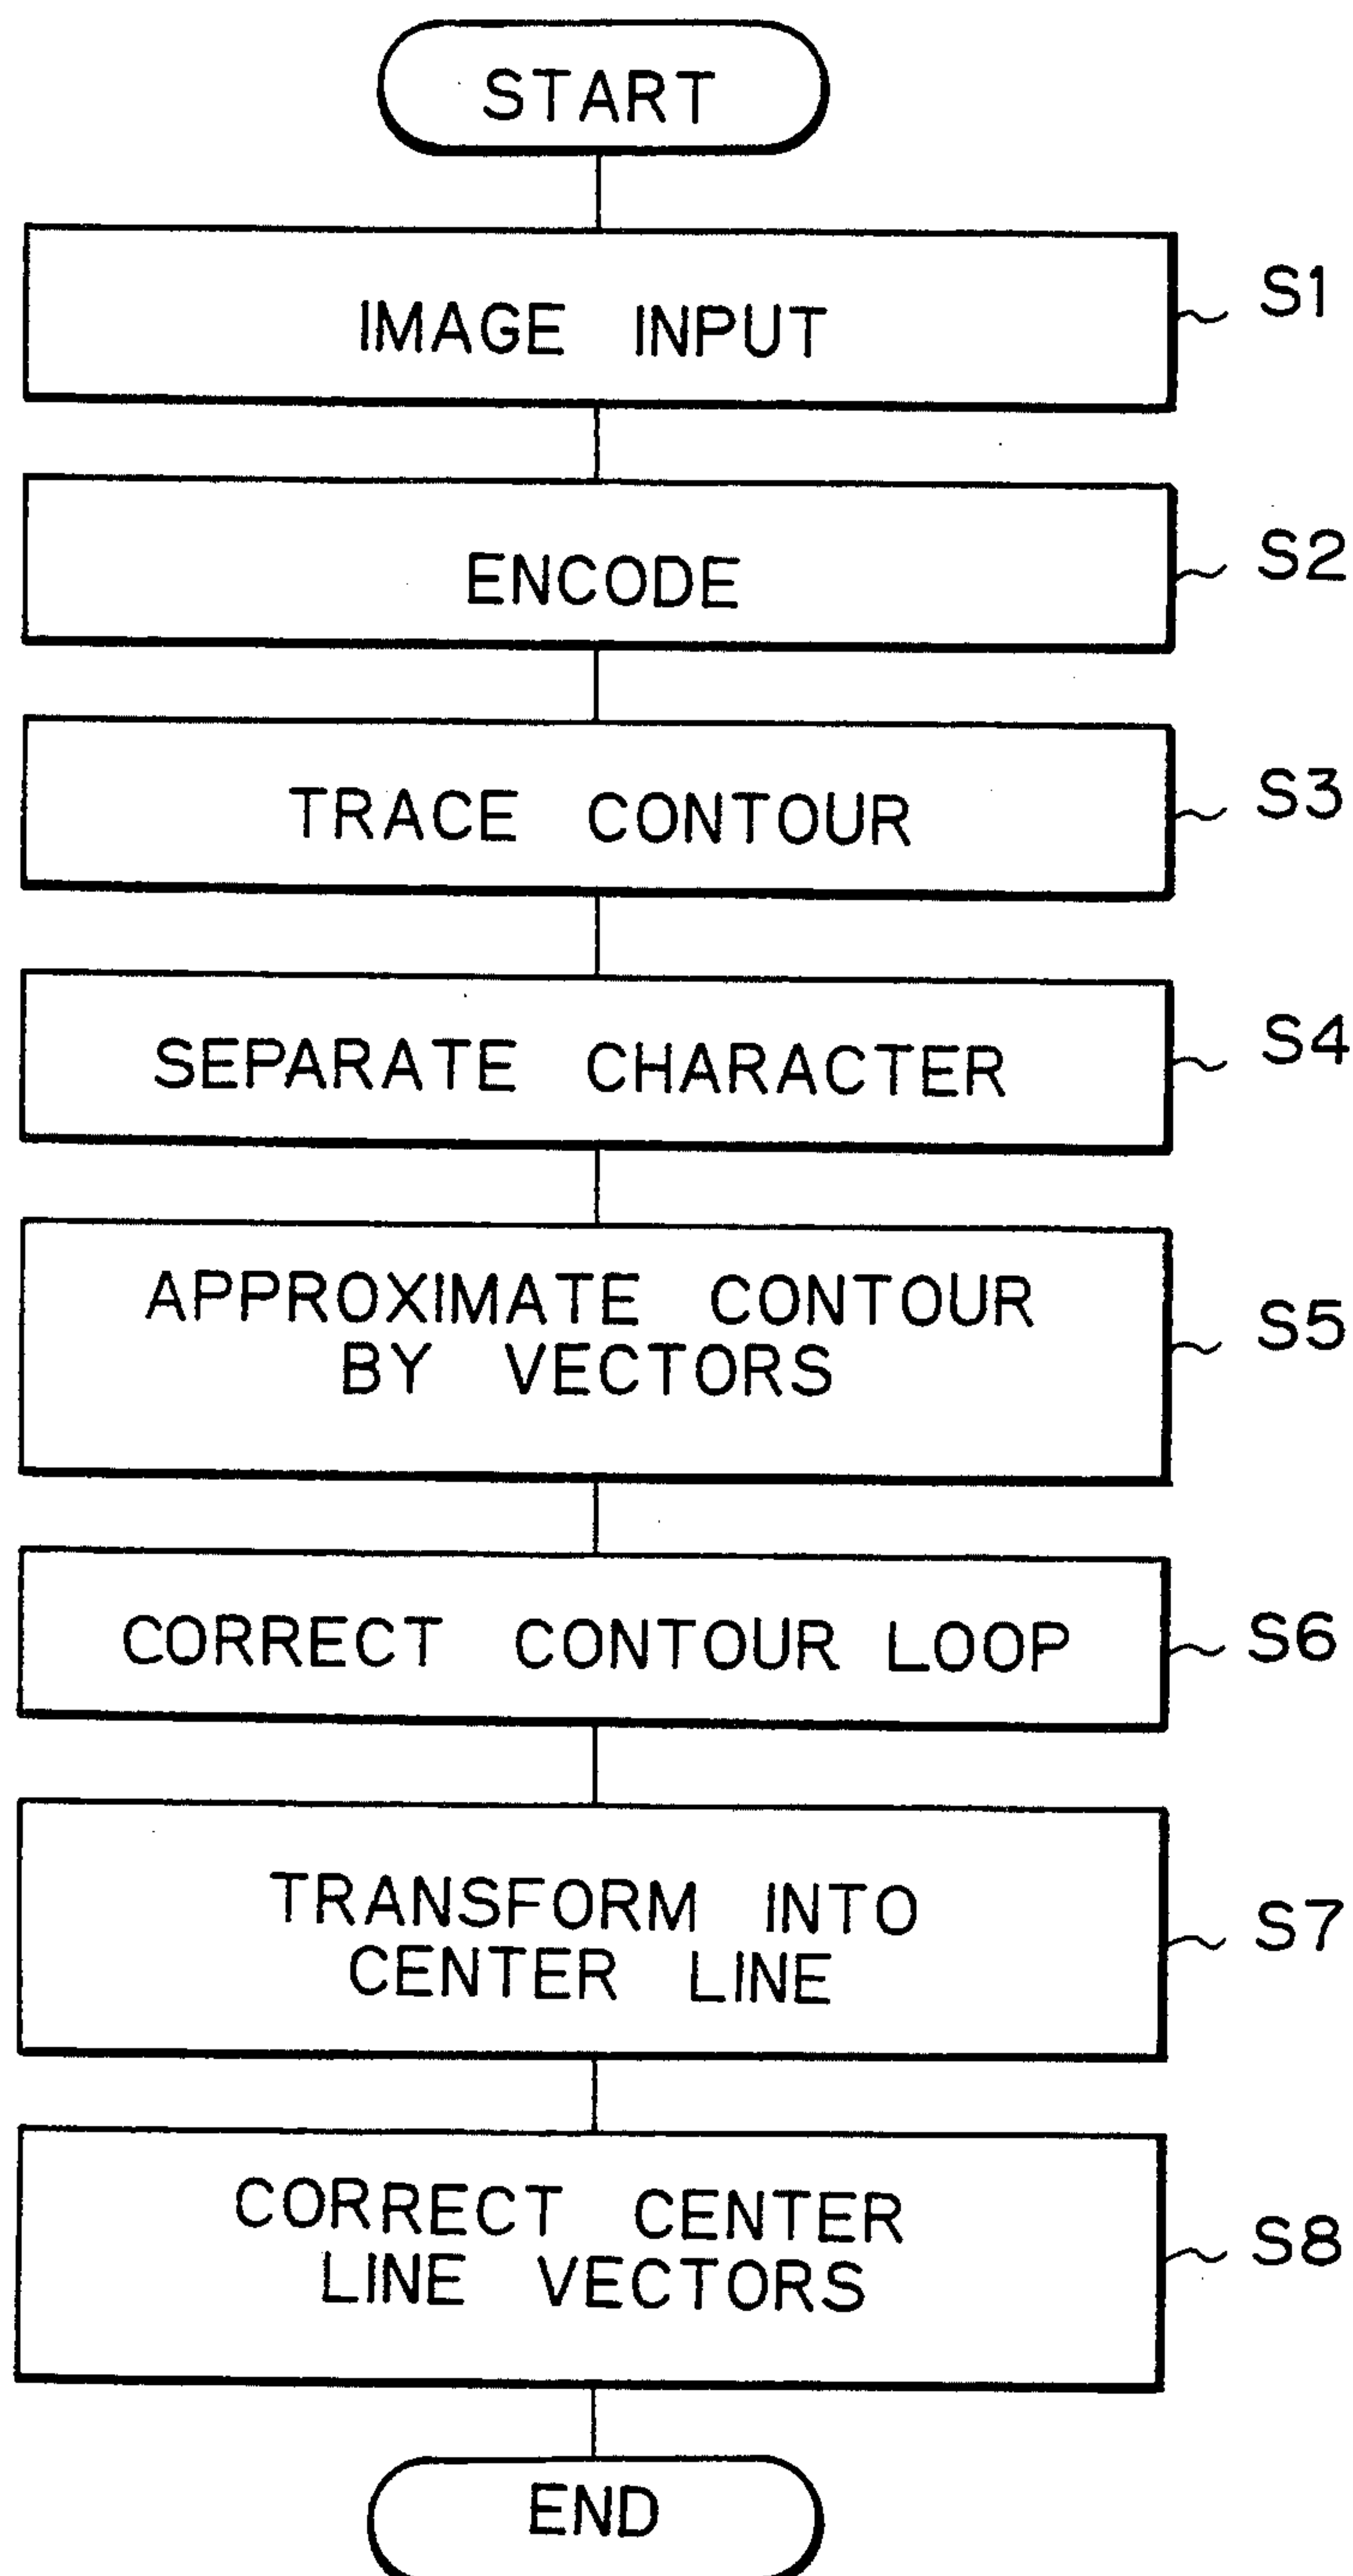 START
IMAGE INPUT
S1
ENCODE
S2
TRACE CONTOUR
S3
SEPARATE CHARACTER
S4
APPROXIMATE CONTOUR
BY VECTORS
S5
CORRECT CONTOUR LOOP
S6
TRANSFORM INTO
CENTER LINE
S7
CORRECT CENTER
LINE VECTORS
S8
END